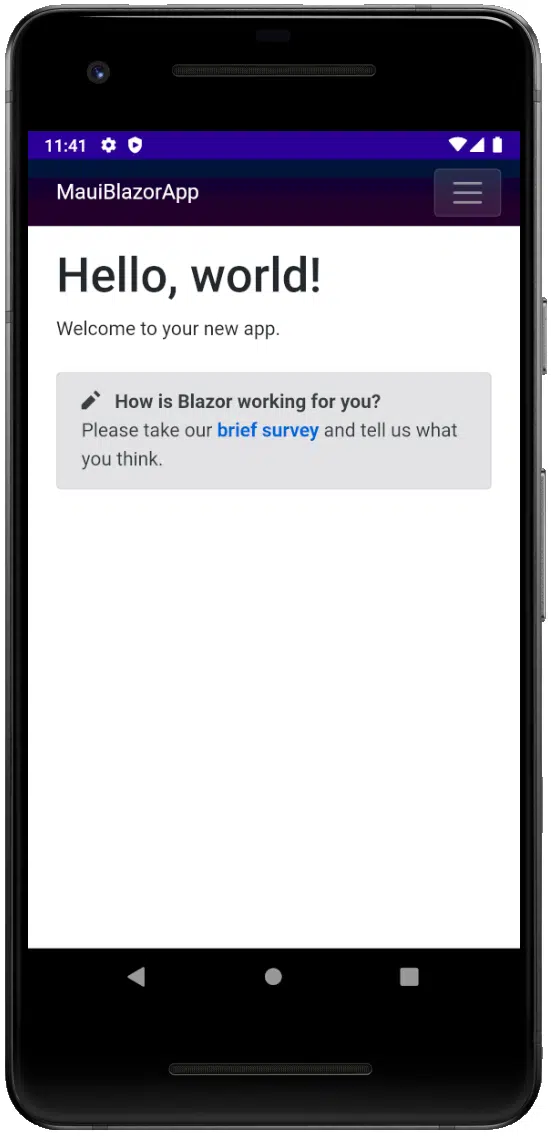 11:41
MauiBlazorApp
Hello, world!
Welcome to your new app.
How is Blazor working for you?
Please take our brief survey and tell us what
you think.